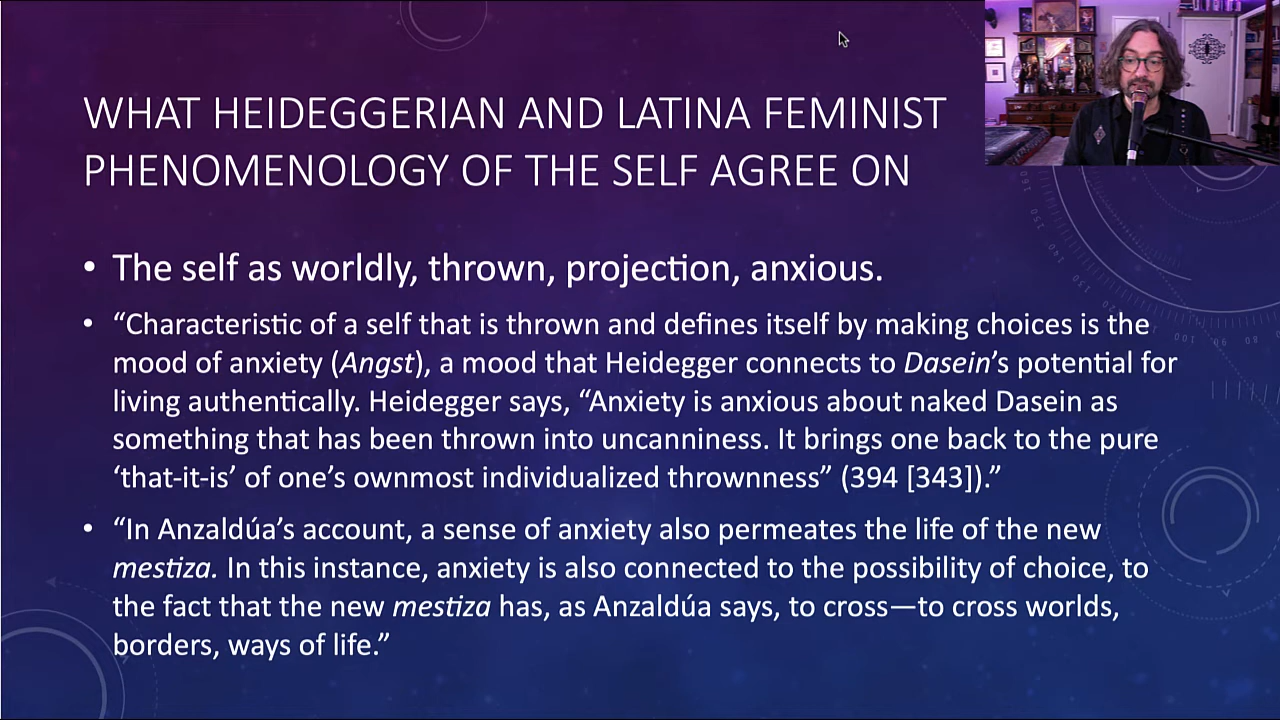 WHAT HEIDEGGERIAN AND LATINA FEMINIST
PHENOMENOLOGY OF THE SELF AGREE ON
• The self as worldly, thrown, projection, anxious.
• “Characteristic of a self that is thrown and defines itself by making choices is the
mood of anxiety (Angst), a mood that Heidegger connects to Dasein’s potential for
living authentically. Heidegger says, “Anxiety is anxious about naked Dasein as
something that has been thrown into uncanniness. It brings one back to the pure
‘that-it-is’ of one’s ownmost individualized thrownness” (394 [343]).”
• “In Anzaldúa’s account, a sense of anxiety also permeates the life of the new
mestiza. In this instance, anxiety is also connected to the possibility of choice, to
the fact that the new mestiza has, as Anzaldúa says, to cross—to cross worlds,
borders, ways of life.”